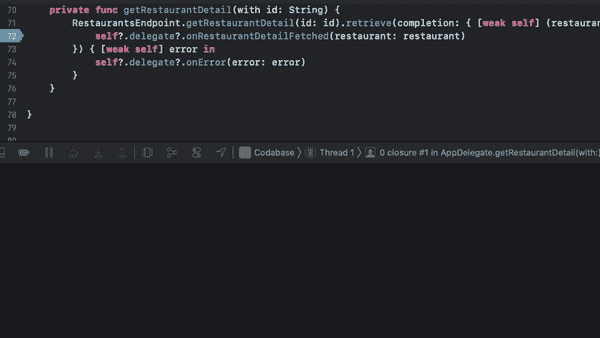 70 private func getRestaurantDetail(with id: String) {
71 RestaurantsEndpoint.getRestaurantDetail(id: id).retrieve(completion: { [weak self] (restaur
72 self?.delegate?.onRestaurantDetailFetched(restaurant: restaurant)
73 }) { [weak self] error in
74 self?.delegate?.onError(error: error)
75 }
76 }
77
78 }
79
Codabase 〉 Thread 1 〉 0 closure #1 in AppDelegate.getRestaurantDetail(with:)